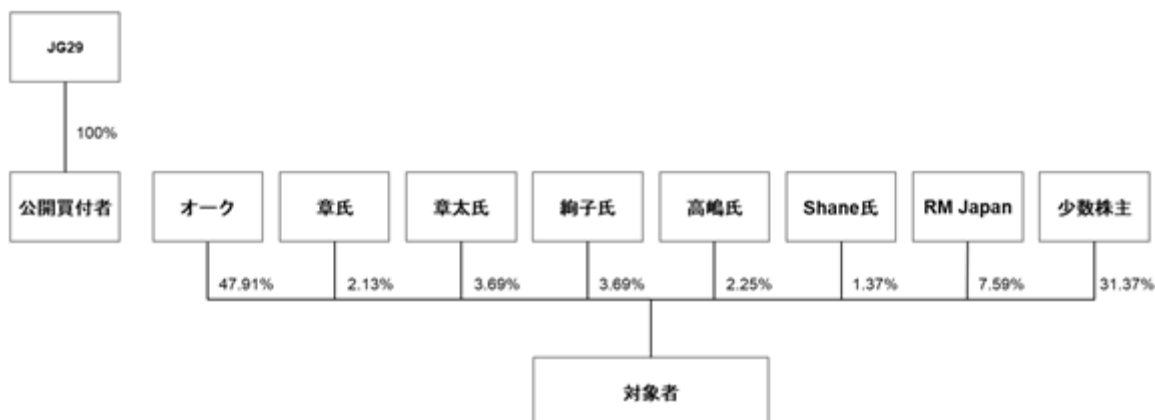 JG29
100%
公開買付者
オーク
章氏
章太氏
絢子氏
高嶋氏
Shane氏
RM Japan
少数株主
47.91%
2.13%
3.69%
3.69%
2.25%
1.37%
7.59%
31.37%
対象者